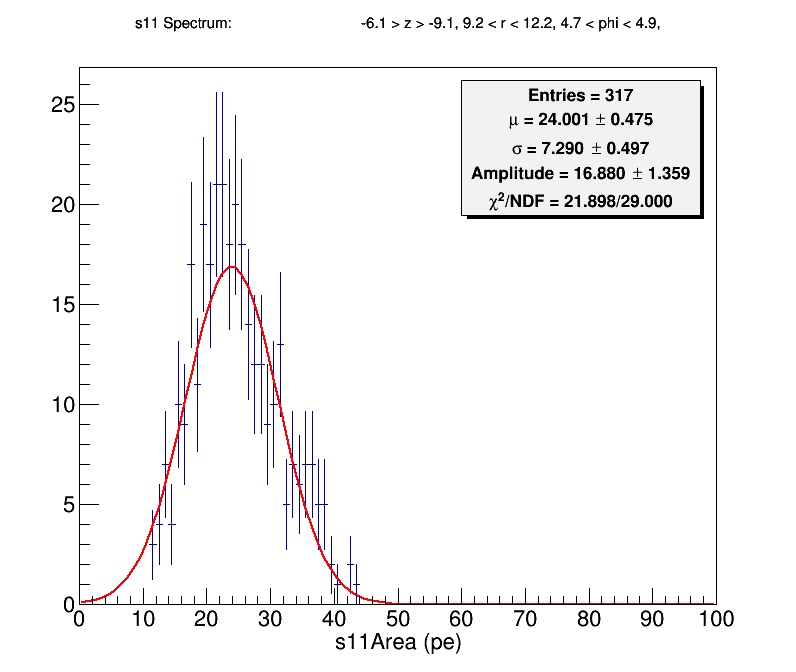 s11 Spectrum: -6.1 > z > -9.1, 9.2 < r < 12.2, 4.7 < phi < 4.9,
Entries = 317
μ = 24.001 ± 0.475
σ = 7.290 ± 0.497
Amplitude = 16.880 ± 1.359
χ²/NDF = 21.898/29.000
25
20
15
10
5
0
0 10 20 30 40 50 60 70 80 90 100
s11Area (pe)